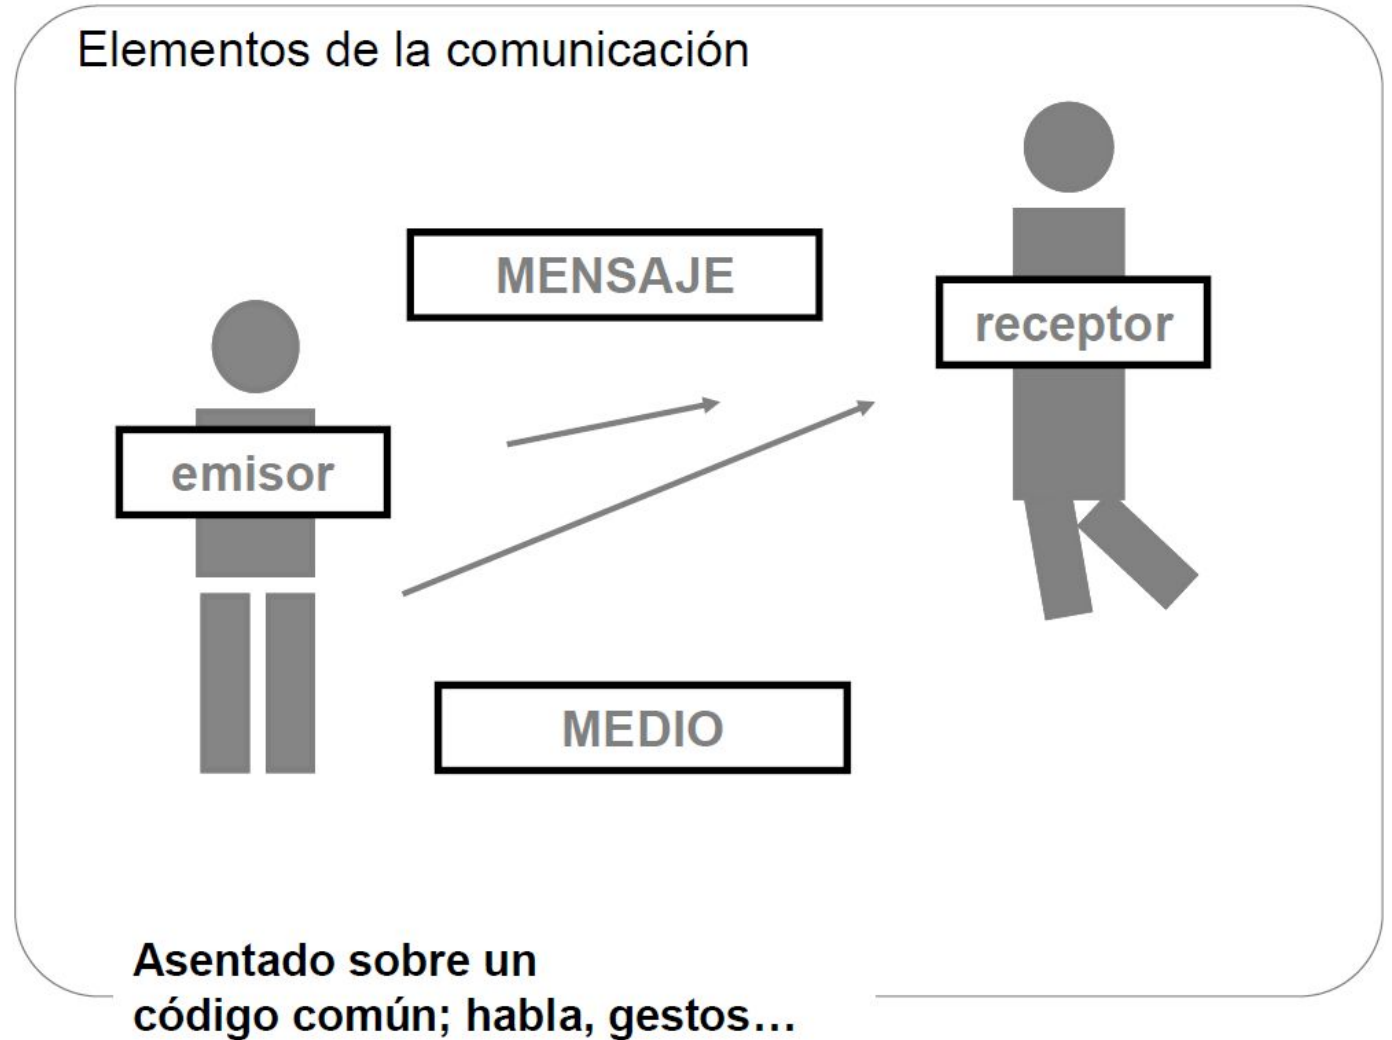 Elementos de la comunicación
MENSAJE
receptor
emisor
MEDIO
Asentado sobre un
código común; habla, gestos…